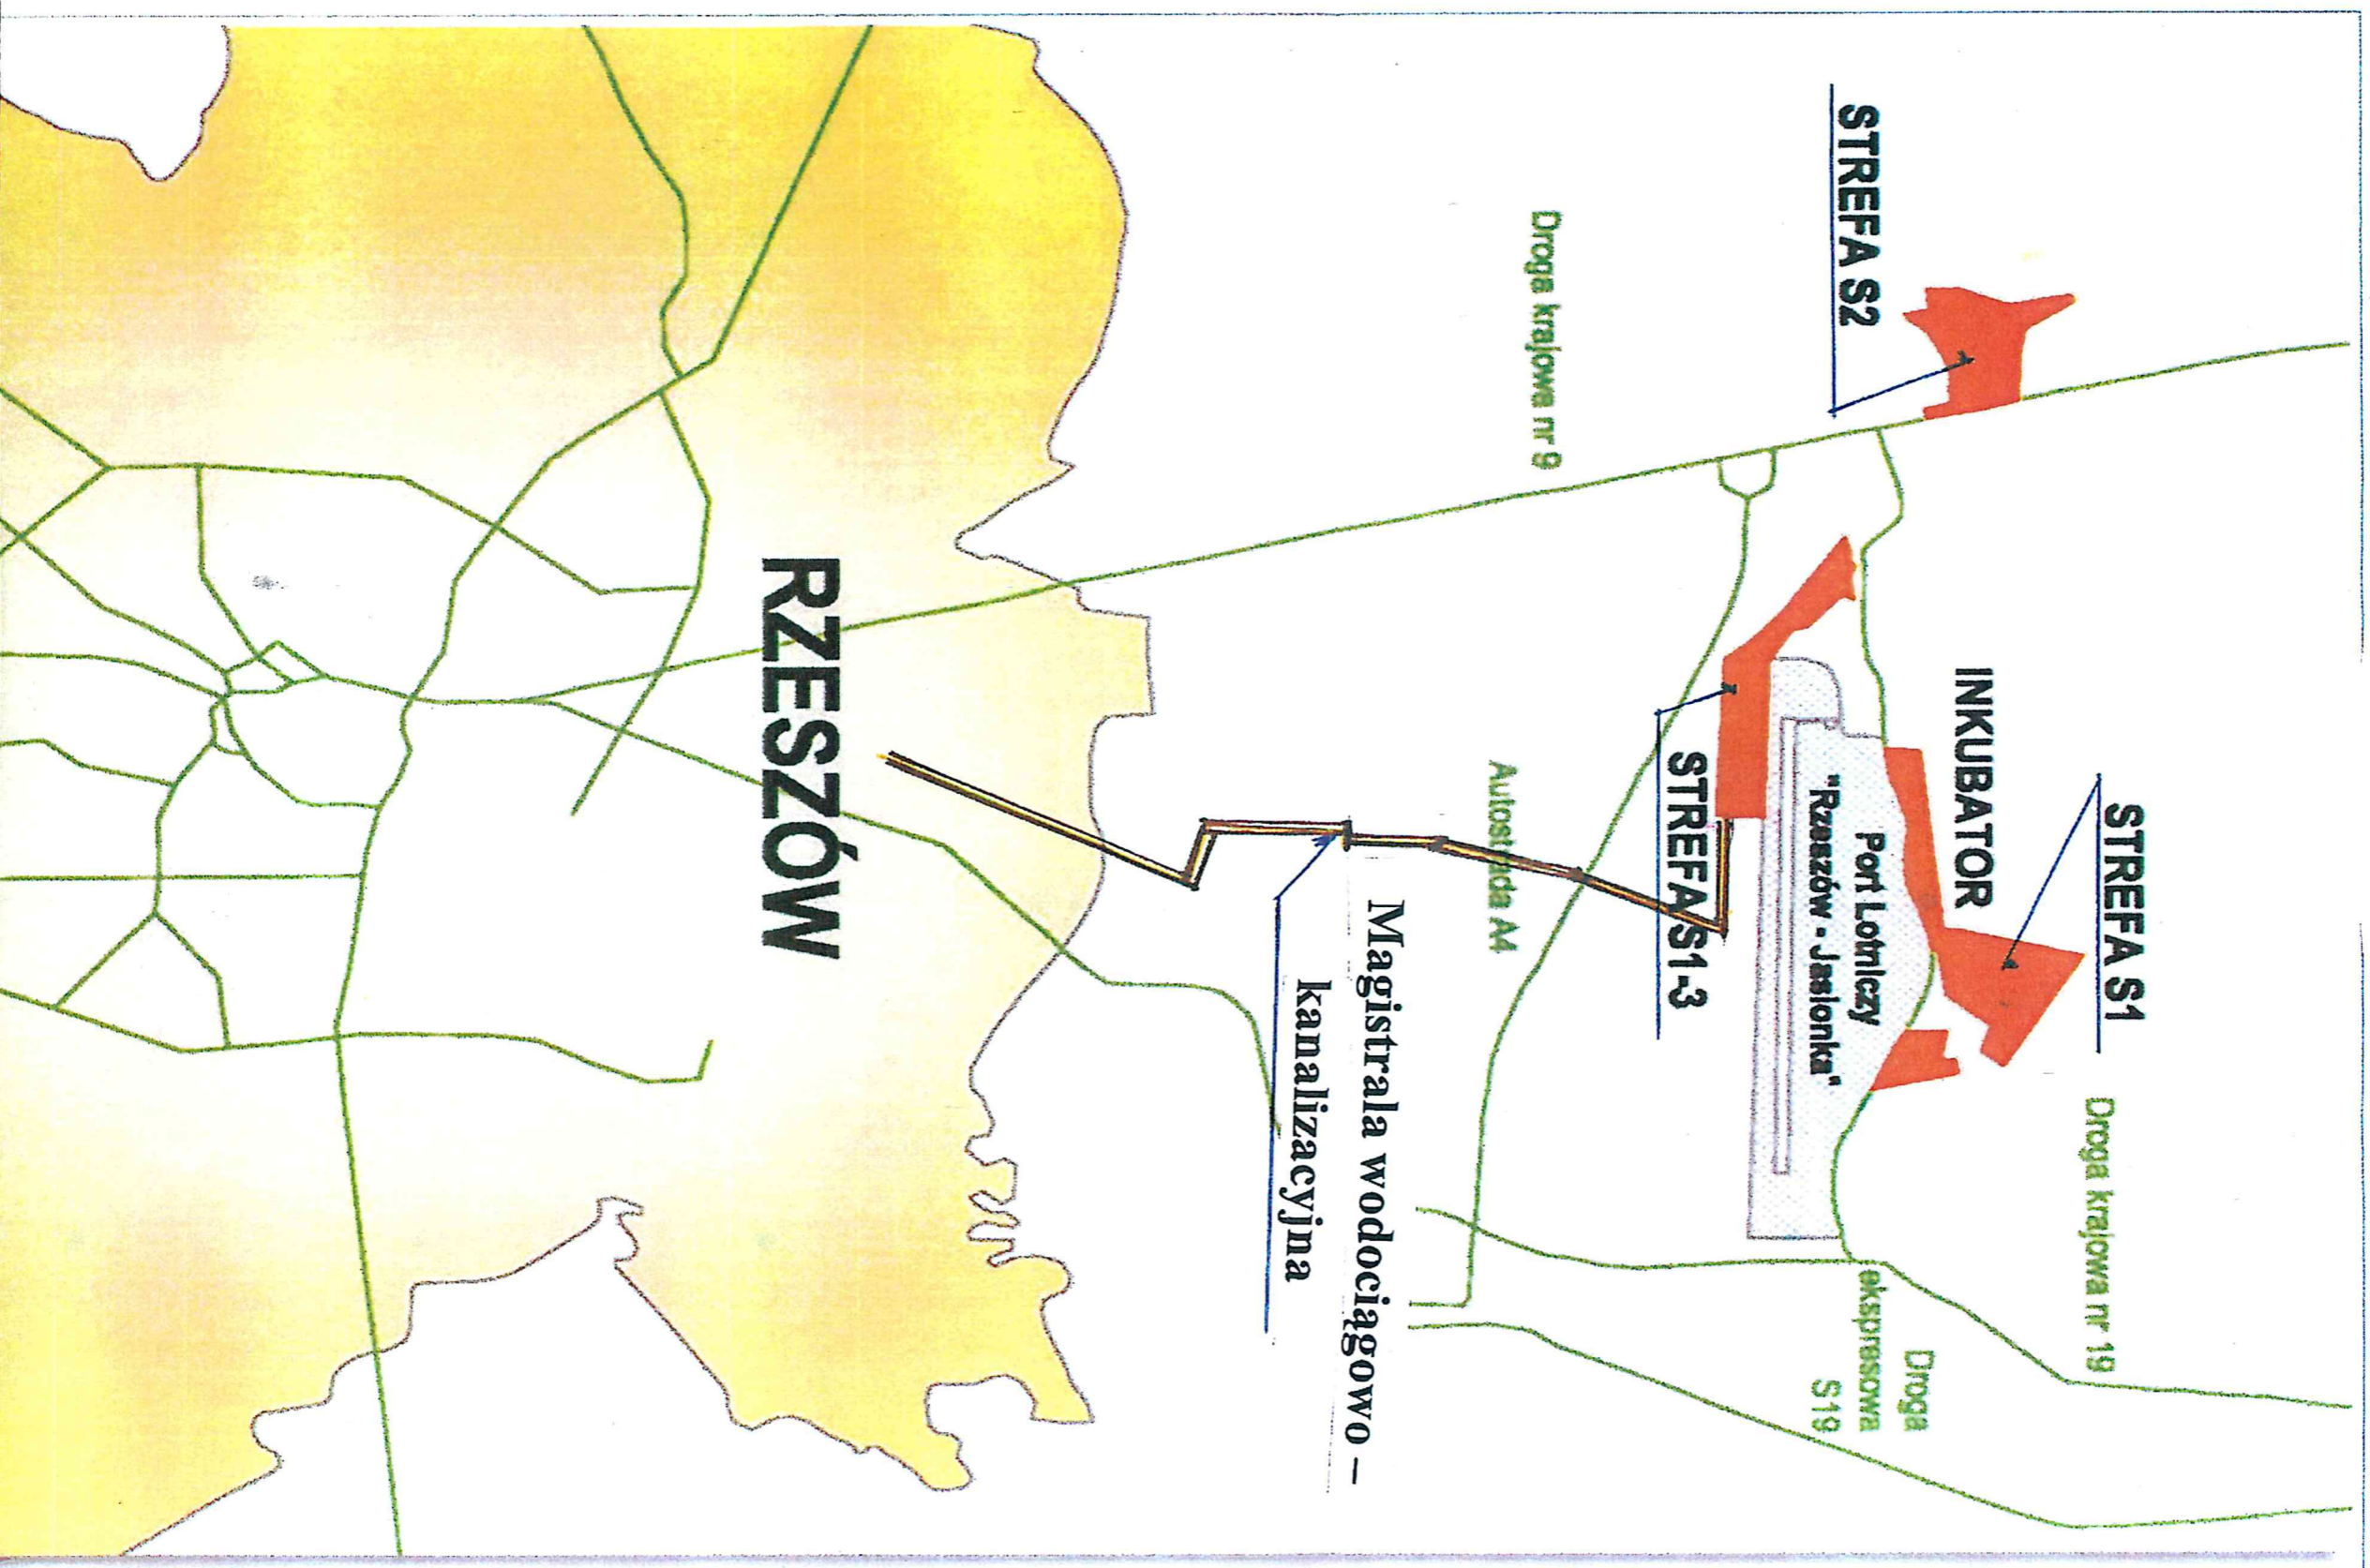 STREFA S1
STREFA S2
INKUBATOR
Droga krajowa nr 19
Port Lotniczy
"Rzeszów - Jasionka"
Droga
ekspresowa
S19
STREFA S1-3
Droga krajowa nr 9
Autostrada A4
Magistrala wodociągowo –
kanalizacyjna
RZESZÓW